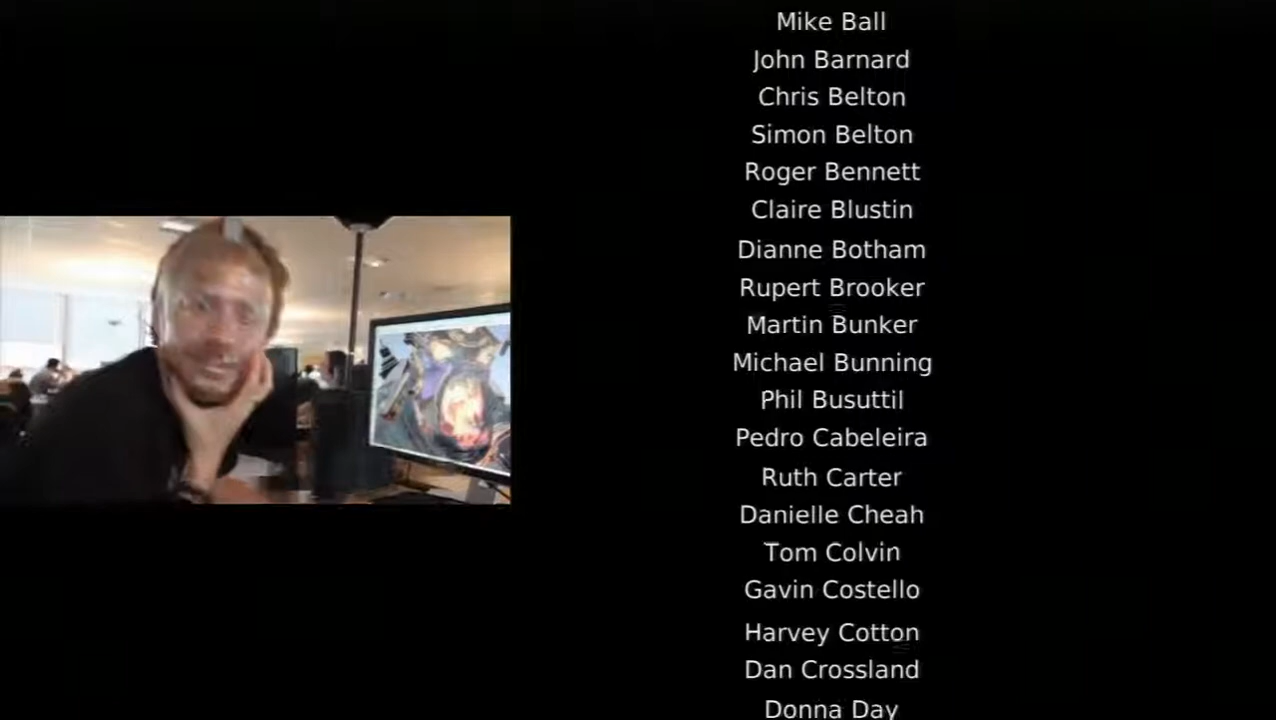 Mike Ball
John Barnard
Chris Belton
Simon Belton
Roger Bennett
Claire Blustin
Dianne Botham
Rupert Brooker
Martin Bunker
Michael Bunning
Phil Busuttil
Pedro Cabeleira
Ruth Carter
Danielle Cheah
Tom Colvin
Gavin Costello
Harvey Cotton
Dan Crossland
Donna Day